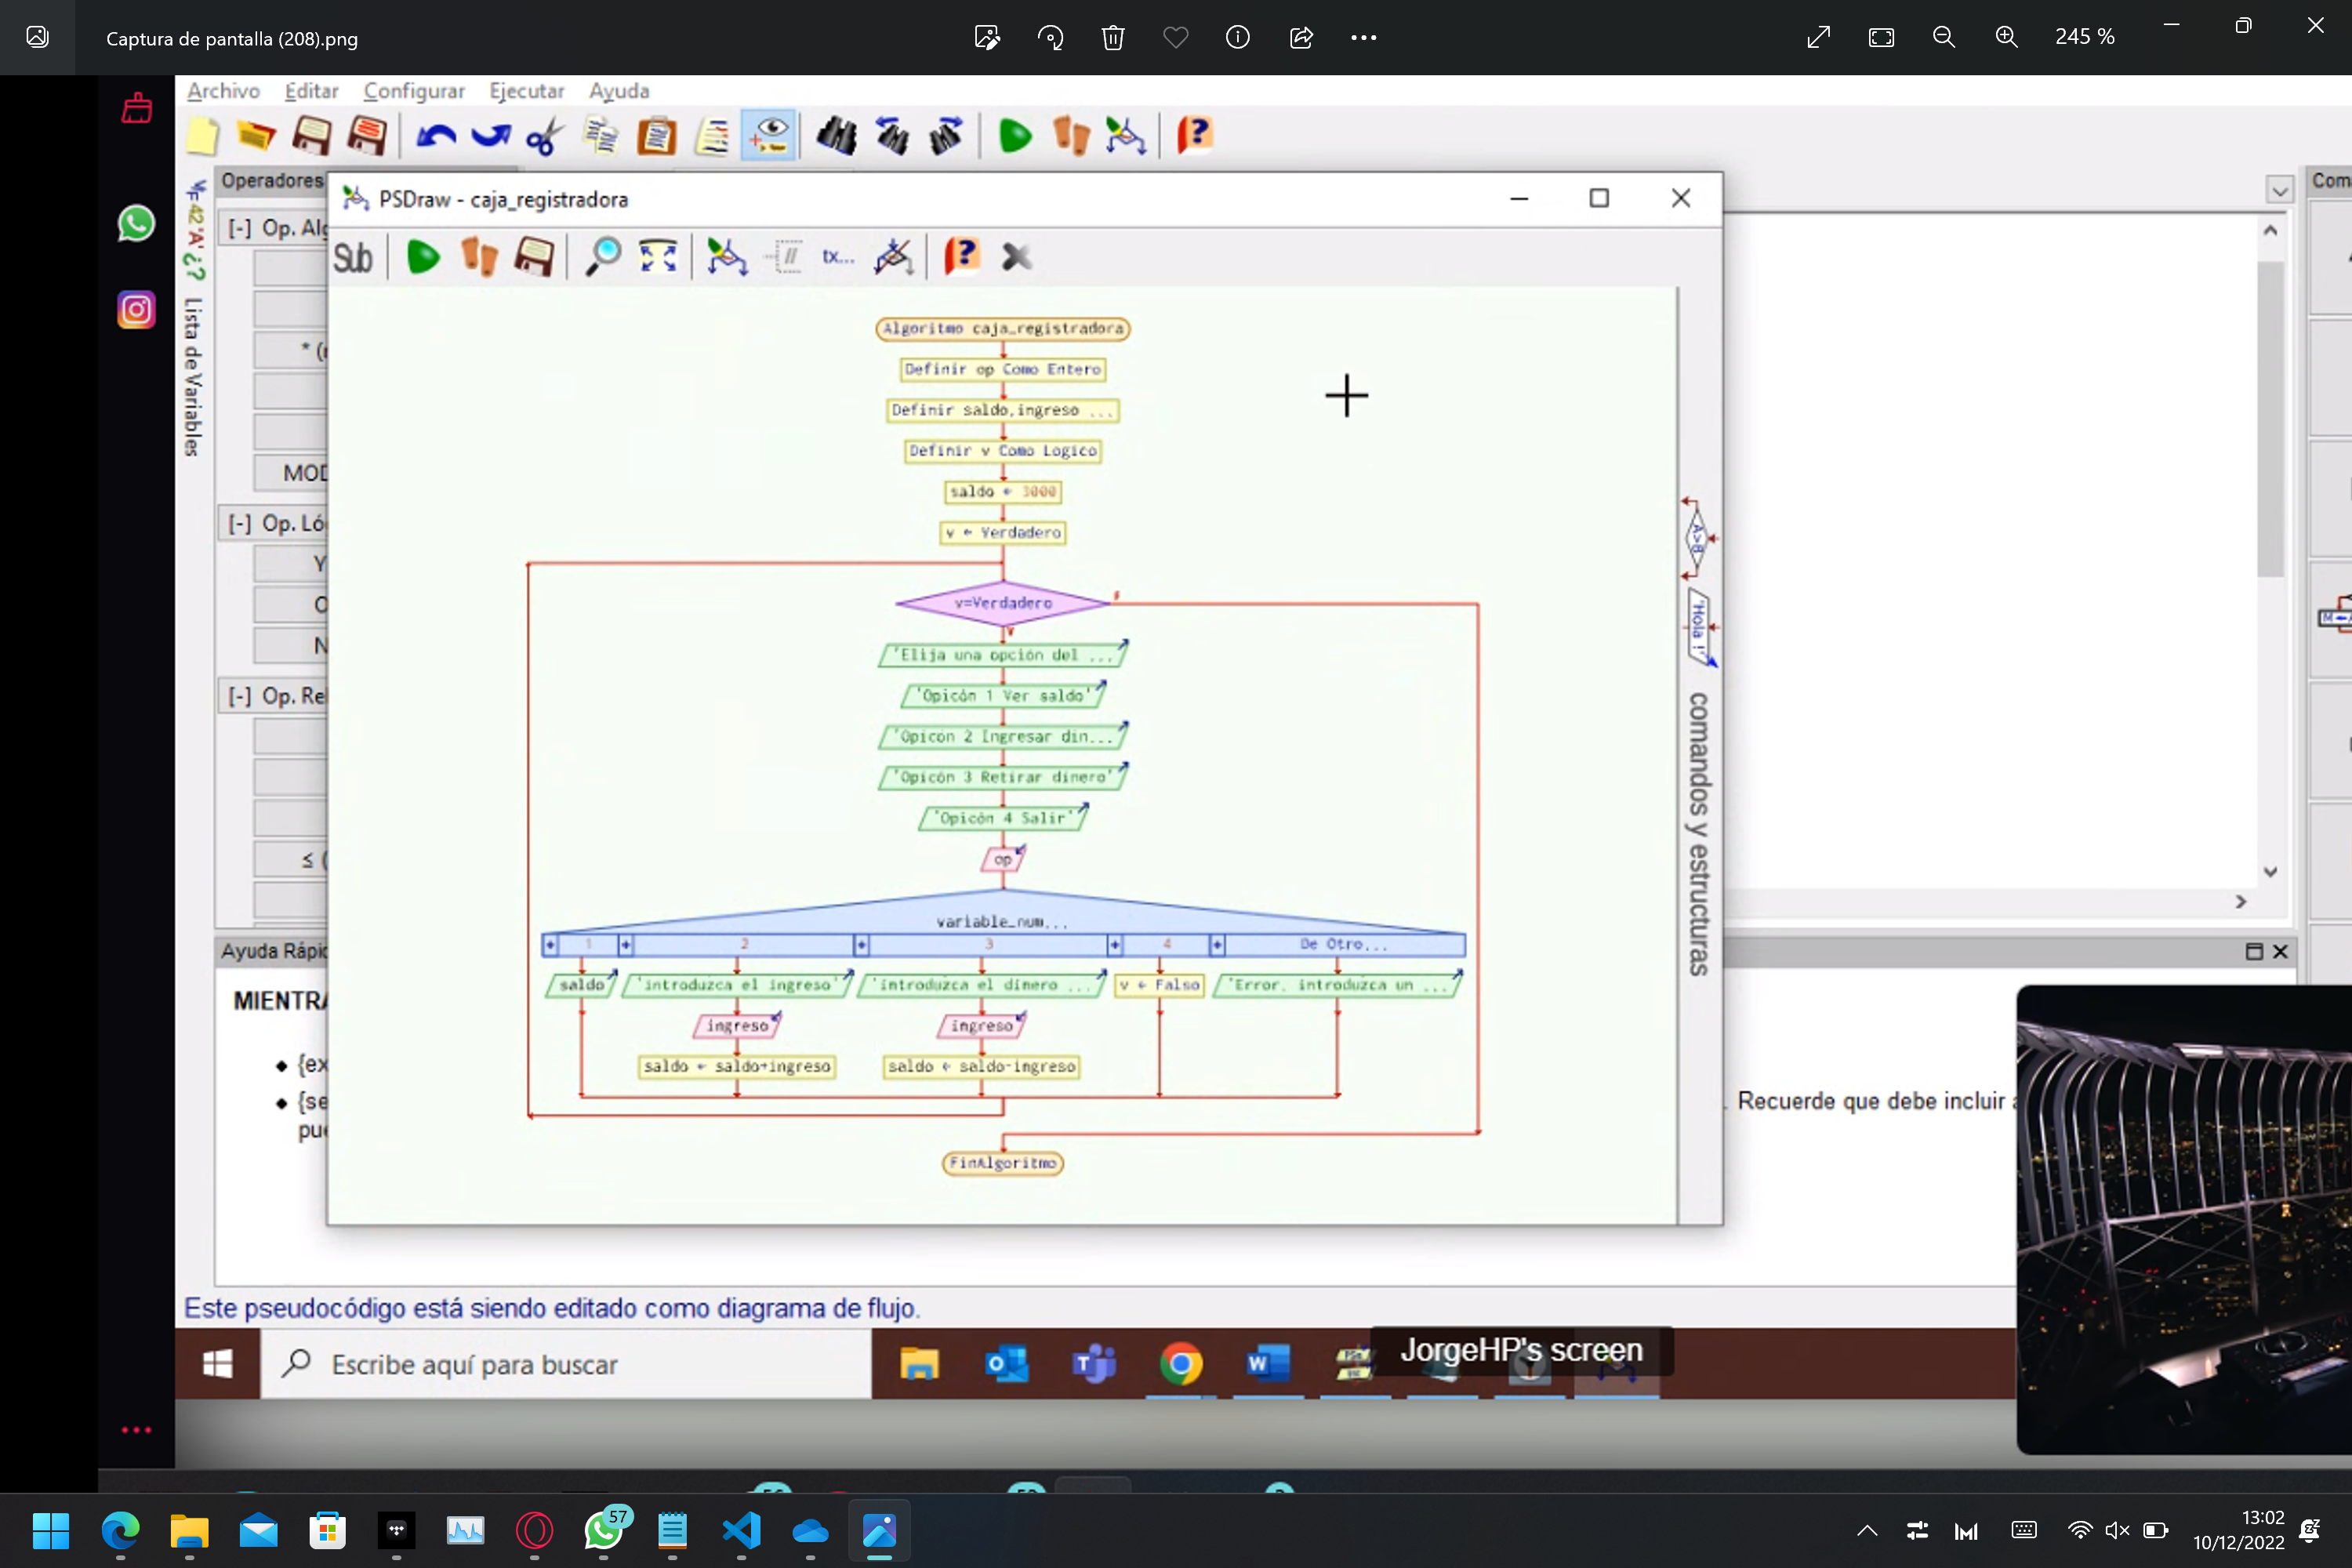 Captura de pantalla (208).png
245 %
Archivo Editar Configurar Ejecutar Ayuda
Operadores
Com
PSDraw - caja_registradora
[-] Op. Alg
Sub
tx...
* (
MOD
[-] Op. Ló
Y
O
N
[-] Op. Rel
≤ (
Lista de Variables
Algoritmo caja_registradora
Definir op Como Entero
Definir saldo,ingreso ...
Definir v Como Logico
saldo ← 3000
v ← Verdadero
v=Verdadero
F
V
'Elija una opción del ...
'Opicón 1 Ver saldo'
'Opicón 2 Ingresar din...
'Opicón 3 Retirar dinero'
'Opicón 4 Salir'
op
variable_num...
1 2 3 4 De Otro...
saldo 'introduzca el ingreso' 'introduzca el dinero ... v ← Falso 'Error, introduzca un ...
ingreso ingreso
saldo ← saldo+ingreso saldo ← saldo-ingreso
FinAlgoritmo
A>B
'Hola !'
comandos y estructuras
Ayuda Rápi
MIENTRA
{ex
{se
pue
. Recuerde que debe incluir a
Este pseudocódigo está siendo editado como diagrama de flujo.
Escribe aquí para buscar
JorgeHP's screen
57
13:02
10/12/2022